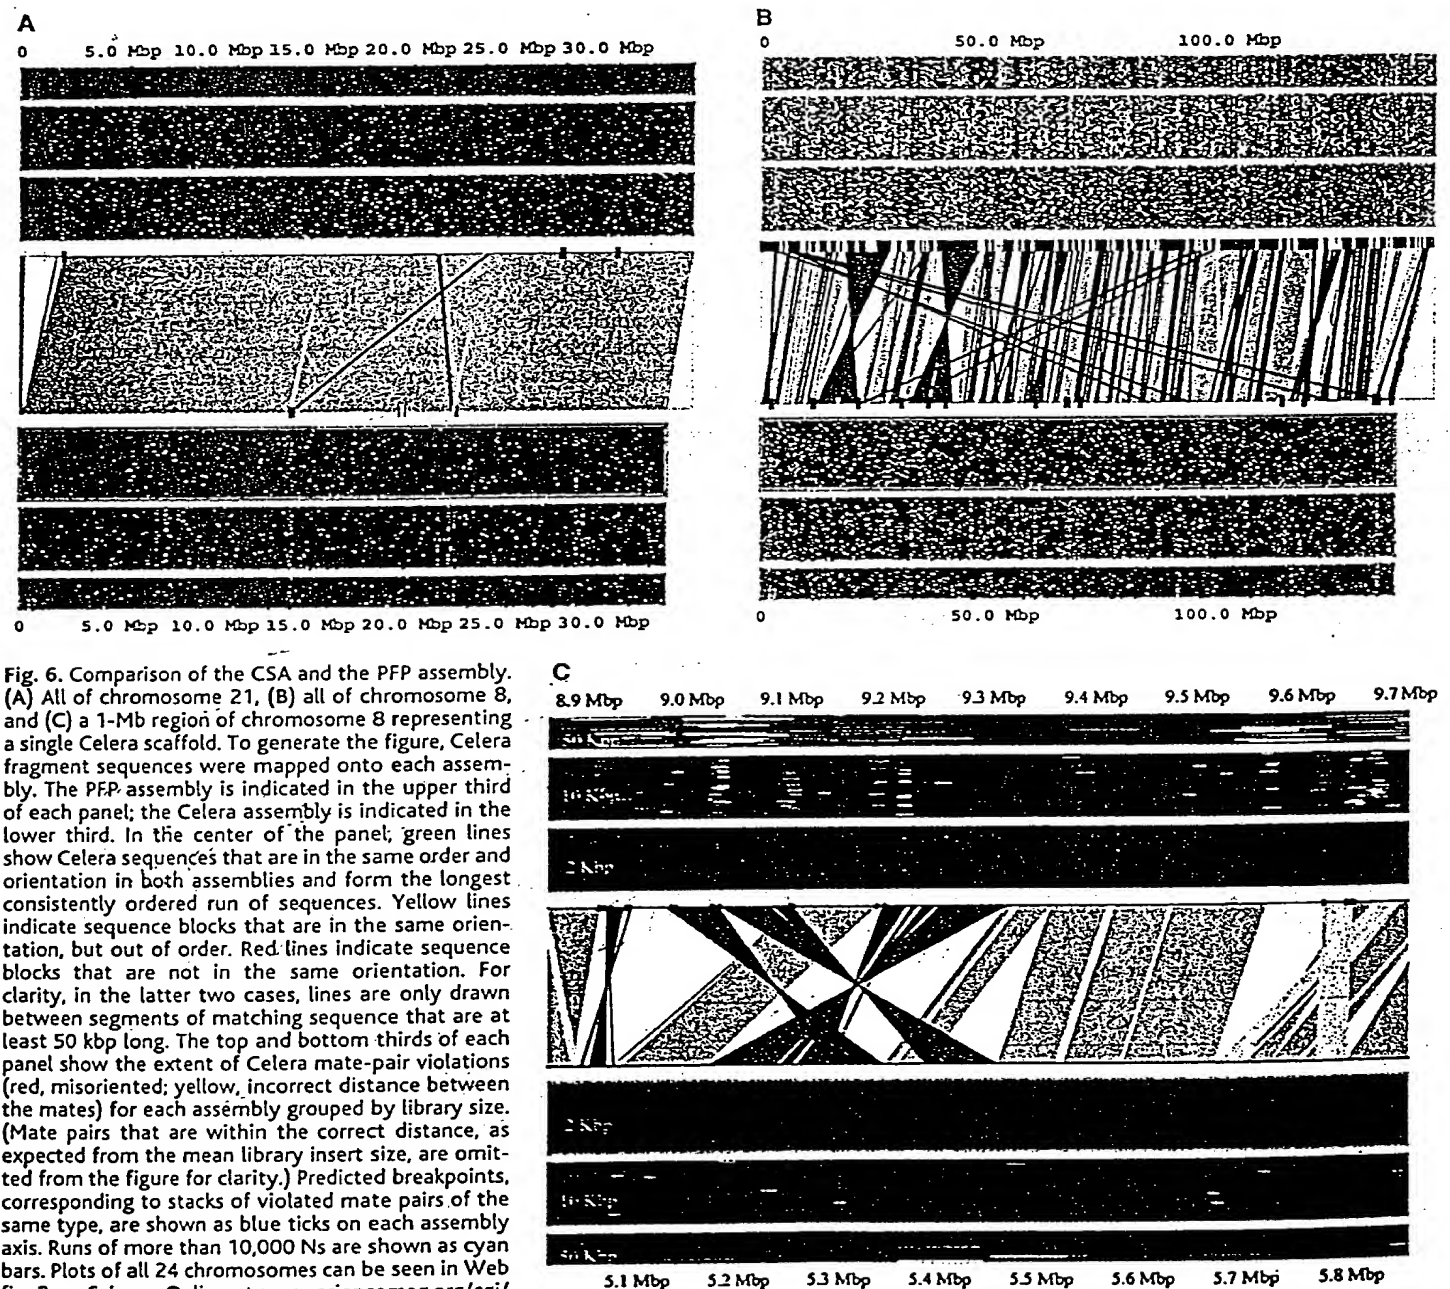 A
0 5.0 Mbp 10.0 Mbp 15.0 Mbp 20.0 Mbp 25.0 Mbp 30.0 Mbp
0 5.0 Mbp 10.0 Mbp 15.0 Mbp 20.0 Mbp 25.0 Mbp 30.0 Mbp
B
0 50.0 Mbp 100.0 Mbp
0 50.0 Mbp 100.0 Mbp
Fig. 6. Comparison of the CSA and the PFP assembly.
(A) All of chromosome 21, (B) all of chromosome 8,
and (C) a 1-Mb region of chromosome 8 representing
a single Celera scaffold. To generate the figure, Celera
fragment sequences were mapped onto each assem-
bly. The PFP assembly is indicated in the upper third
of each panel; the Celera assembly is indicated in the
lower third. In the center of the panel, green lines
show Celera sequences that are in the same order and
orientation in both assemblies and form the longest
consistently ordered run of sequences. Yellow lines
indicate sequence blocks that are in the same orien-
tation, but out of order. Red lines indicate sequence
blocks that are not in the same orientation. For
clarity, in the latter two cases, lines are only drawn
between segments of matching sequence that are at
least 50 kbp long. The top and bottom thirds of each
panel show the extent of Celera mate-pair violations
(red, misoriented; yellow, incorrect distance between
the mates) for each assembly grouped by library size.
(Mate pairs that are within the correct distance, as
expected from the mean library insert size, are omit-
ted from the figure for clarity.) Predicted breakpoints,
corresponding to stacks of violated mate pairs of the
same type, are shown as blue ticks on each assembly
axis. Runs of more than 10,000 Ns are shown as cyan
bars. Plots of all 24 chromosomes can be seen in Web
C
8.9 Mbp 9.0 Mbp 9.1 Mbp 9.2 Mbp 9.3 Mbp 9.4 Mbp 9.5 Mbp 9.6 Mbp 9.7 Mbp
50 Kbp
10 Kbp
2 Kbp
2 Kbp
10 Kbp
50 Kbp
5.1 Mbp 5.2 Mbp 5.3 Mbp 5.4 Mbp 5.5 Mbp 5.6 Mbp 5.7 Mbp 5.8 Mbp